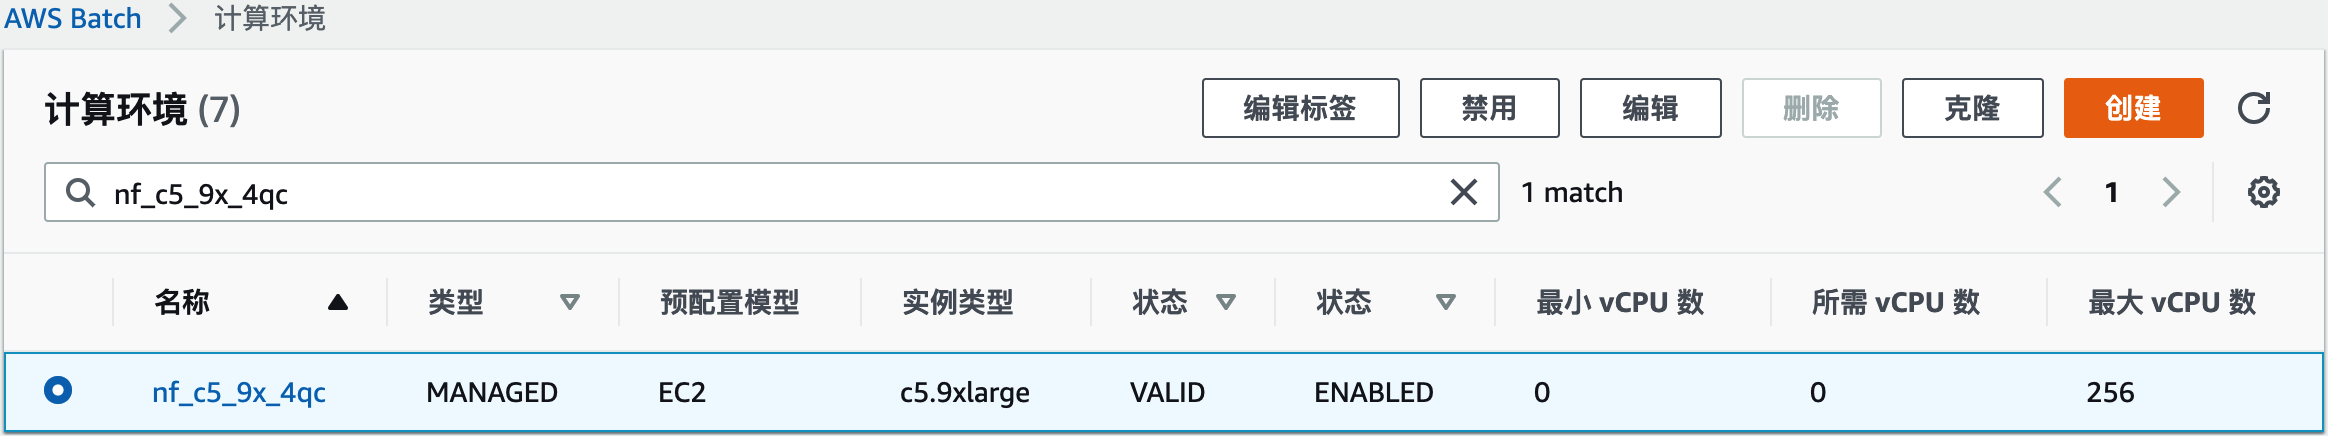 AWS Batch 计算环境
计算环境 (7) 编辑标签 禁用 编辑 删除 克隆 创建
nf_c5_9x_4qc 1 match 1
名称 类型 预配置模型 实例类型 状态 状态 最小 vCPU 数 所需 vCPU 数 最大 vCPU 数
nf_c5_9x_4qc MANAGED EC2 c5.9xlarge VALID ENABLED 0 0 256